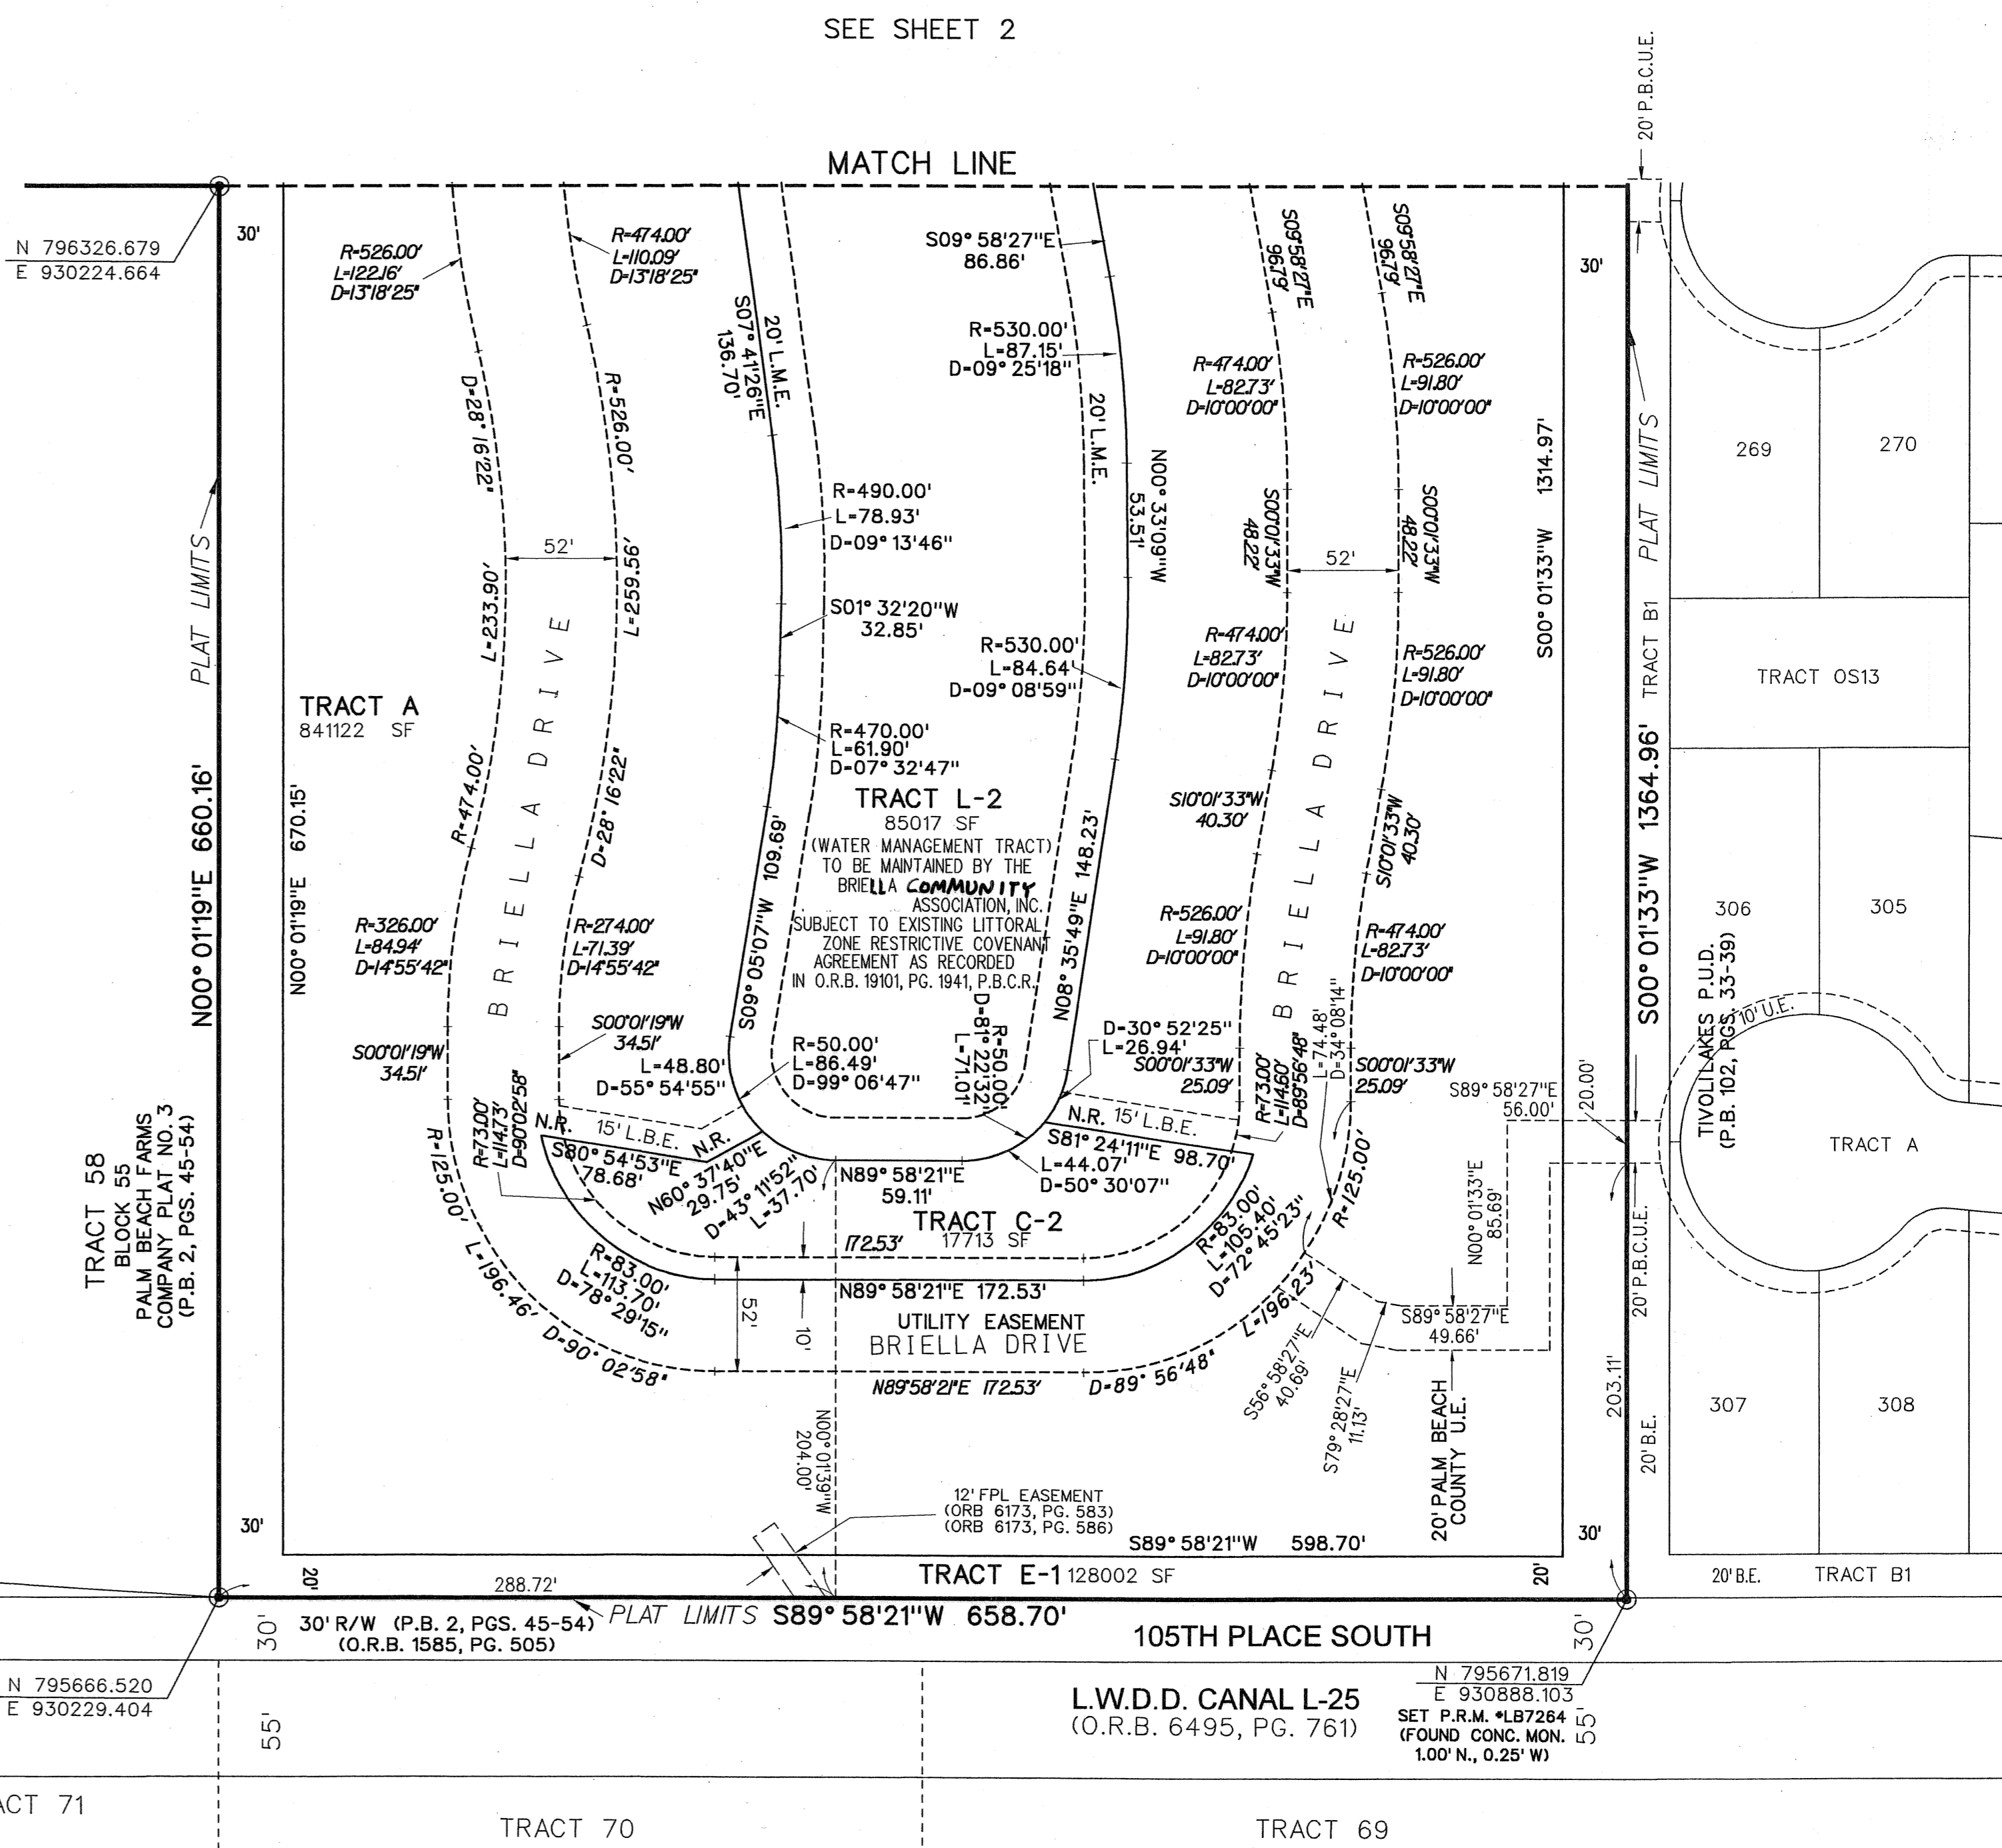 SEE SHEET 2
20' P.B.C.U.E.
MATCH LINE
N 796326.679
E 930224.664
30'
R=526.00'
L=122.16'
D=13°18'25"
R=474.00'
L=110.09'
D=13°18'25"
S09° 58'27"E
86.86'
S09°58'27"E
96.79'
S09°58'27"E
96.79'
30'
S07° 41'26"E
136.70'
20' L.M.E.
R=530.00'
L=87.15'
D=09° 25'18"
20' L.M.E.
R=474.00'
L=82.73'
D=10°00'00"
R=526.00'
L=91.80'
D=10°00'00"
D=28° 16'22"
R=526.00'
PLAT LIMITS
PLAT LIMITS
269
270
R=490.00'
L=78.93'
D=09° 13'46"
N00° 33'09"W
53.51'
S00°01'33"W
48.22'
S00°01'33"W
48.22'
S00° 01'33"W 1314.97'
52'
52'
L=233.90'
L=259.56'
S01° 32'20"W
32.85'
R=530.00'
L=84.64'
D=09° 08'59"
R=474.00'
L=82.73'
D=10°00'00"
R=526.00'
L=91.80'
D=10°00'00"
TRACT B1
TRACT OS13
TRACT A
841122 SF
BRIELLA DRIVE
BRIELLA DRIVE
R=470.00'
L=61.90'
D=07° 32'47"
R=474.00'
D=28° 16'22"
N00° 01'19"E 660.16'
N00° 01'19"E 670.15'
S00° 01'33"W 1364.96'
S10°01'33"W
40.30'
S10°01'33"W
40.30'
TRACT L-2
85017 SF
(WATER MANAGEMENT TRACT)
TO BE MAINTAINED BY THE
BRIELLA COMMUNITY
ASSOCIATION, INC.
SUBJECT TO EXISTING LITTORAL
ZONE RESTRICTIVE COVENANT
AGREEMENT AS RECORDED
IN O.R.B. 19101, PG. 1941, P.B.C.R.
S09° 05'07"W 109.69'
N08° 35'49"E 148.23'
R=326.00'
L=84.94'
D=14°55'42"
R=274.00'
L=71.39'
D=14°55'42"
R=526.00'
L=91.80'
D=10°00'00"
R=474.00'
L=82.73'
D=10°00'00"
306
305
TIVOLI LAKES P.U.D.
(P.B. 102, PGS. 33-39)
10' U.E.
S00°01'19"W
34.51'
S00°01'19"W
34.51'
L=48.80'
D=55° 54'55"
R=50.00'
L=86.49'
D=99° 06'47"
R=50.00'
L=71.01'
D=81° 22'32"
D=30° 52'25"
L=26.94'
S00°01'33"W
25.09'
R=73.00'
L=114.60'
D=89°56'48"
L=74.48'
D=34° 08'14"
S00°01'33"W
25.09'
S89° 58'27"E
56.00'
20.00'
TRACT A
TRACT 58
BLOCK 55
PALM BEACH FARMS
COMPANY PLAT NO. 3
(P.B. 2, PGS. 45-54)
R=73.00'
L=114.73'
D=90°02'58"
N.R.
15' L.B.E.
N.R.
S80° 54'53"E
78.68'
N60° 37'40"E
29.75'
D=43° 11'52"
L=37.70'
N89° 58'21"E
59.11'
N.R.
15' L.B.E.
S81° 24'11"E 98.70'
L=44.07'
D=50° 30'07"
R=125.00'
R=125.00'
N00° 01'33"E
85.69'
TRACT C-2
17713 SF
172.53'
R=83.00'
L=113.70'
D=78° 29'15"
R=83.00'
L=105.40'
D=72° 45'23"
L=196.46'
L=196.23'
N89° 58'21"E 172.53'
52'
10'
UTILITY EASEMENT
BRIELLA DRIVE
D=90° 02'58"
N89°58'21"E 172.53'
D=89° 56'48"
S89° 58'27"E
49.66'
S56° 58'27"E
40.69'
S79° 28'27"E
11.13'
20' PALM BEACH
COUNTY U.E.
20' P.B.C.U.E.
203.11'
20' B.E.
307
308
N00° 01'39"W
204.00'
12' FPL EASEMENT
(ORB 6173, PG. 583)
(ORB 6173, PG. 586)
30'
S89° 58'21"W 598.70'
30'
20'
288.72'
TRACT E-1 128002 SF
20'
20' B.E.
TRACT B1
PLAT LIMITS S89° 58'21"W 658.70'
30'
30' R/W (P.B. 2, PGS. 45-54)
(O.R.B. 1585, PG. 505)
105TH PLACE SOUTH
30'
N 795666.520
E 930229.404
55'
L.W.D.D. CANAL L-25
(O.R.B. 6495, PG. 761)
N 795671.819
E 930888.103
SET P.R.M. #LB7264
(FOUND CONC. MON.
1.00' N., 0.25' W)
55'
ACT 71
TRACT 70
TRACT 69